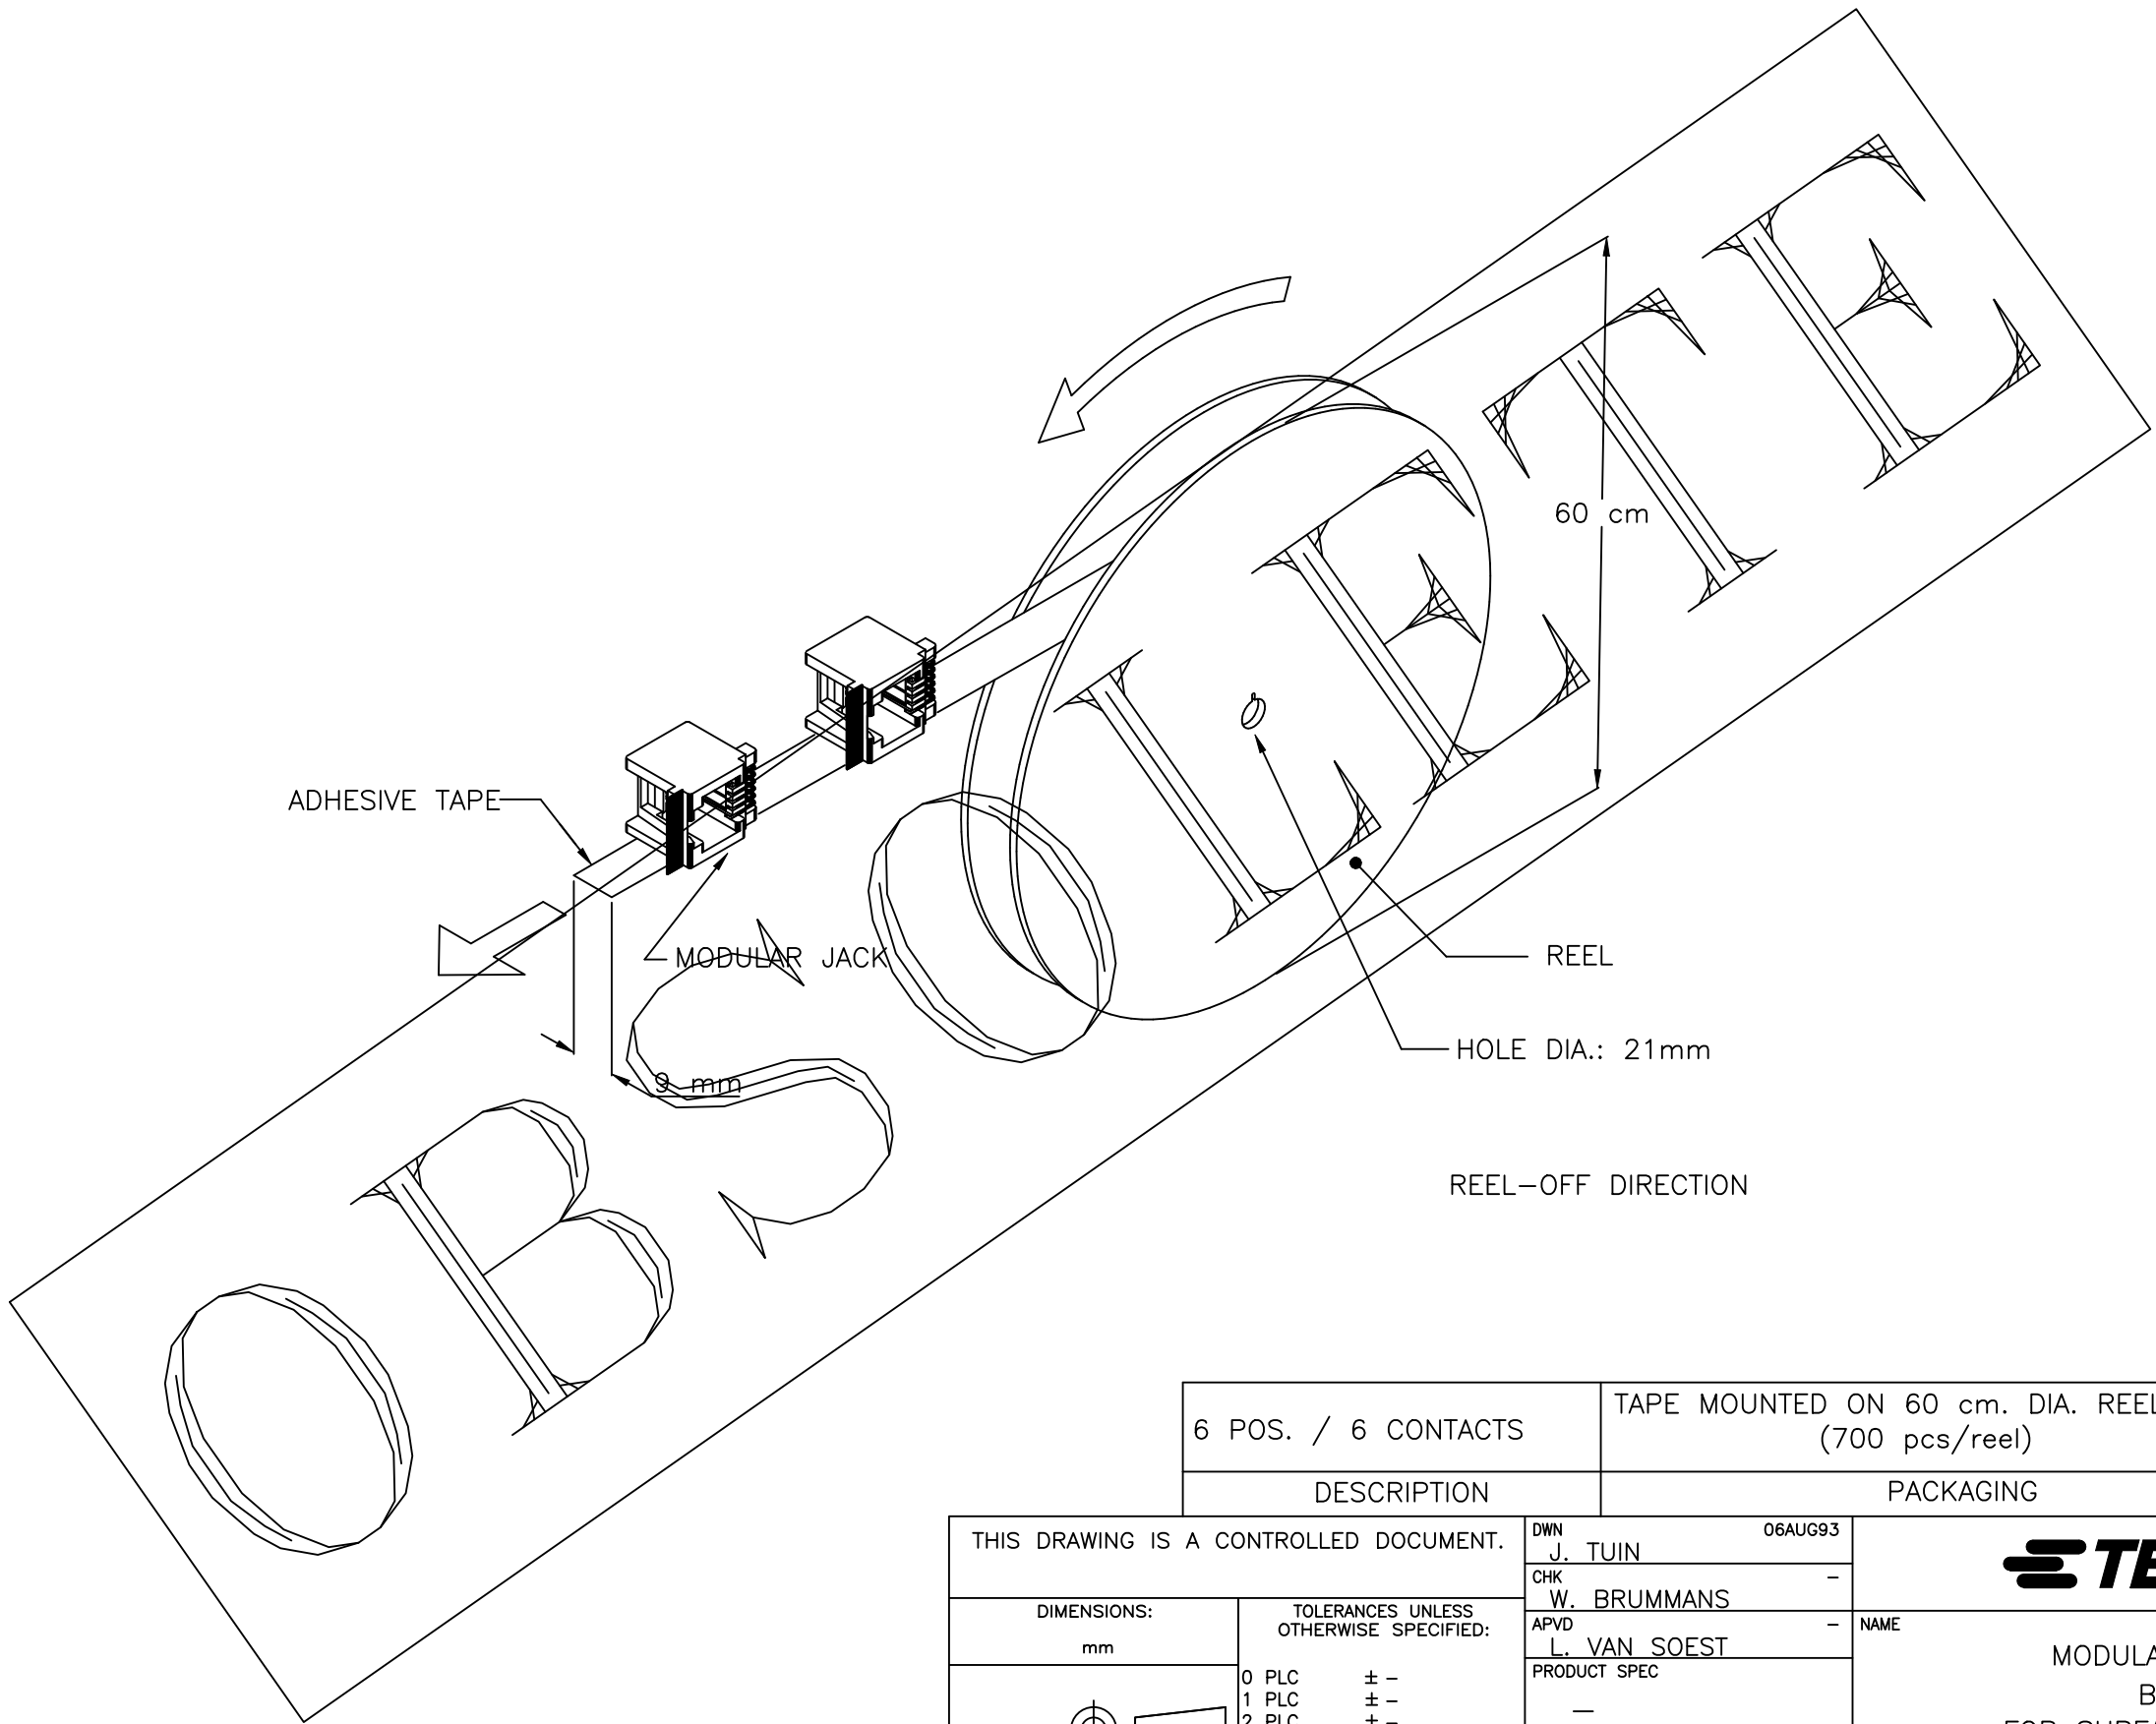 OBSOLETE
60 cm
ADHESIVE TAPE
MODULAR JACK
REEL
HOLE DIA.: 21mm
9 mm
REEL-OFF DIRECTION
6 POS. / 6 CONTACTS
TAPE MOUNTED ON 60 cm. DIA. REEL
(700 pcs/reel)
DESCRIPTION
PACKAGING
THIS DRAWING IS A CONTROLLED DOCUMENT.
DWN 06AUG93
J. TUIN
CHK -
W. BRUMMANS
APVD -
L. VAN SOEST
PRODUCT SPEC
—
TE
NAME
DIMENSIONS:
mm
TOLERANCES UNLESS
OTHERWISE SPECIFIED:
0 PLC ± -
1 PLC ± -
2 PLC ± -